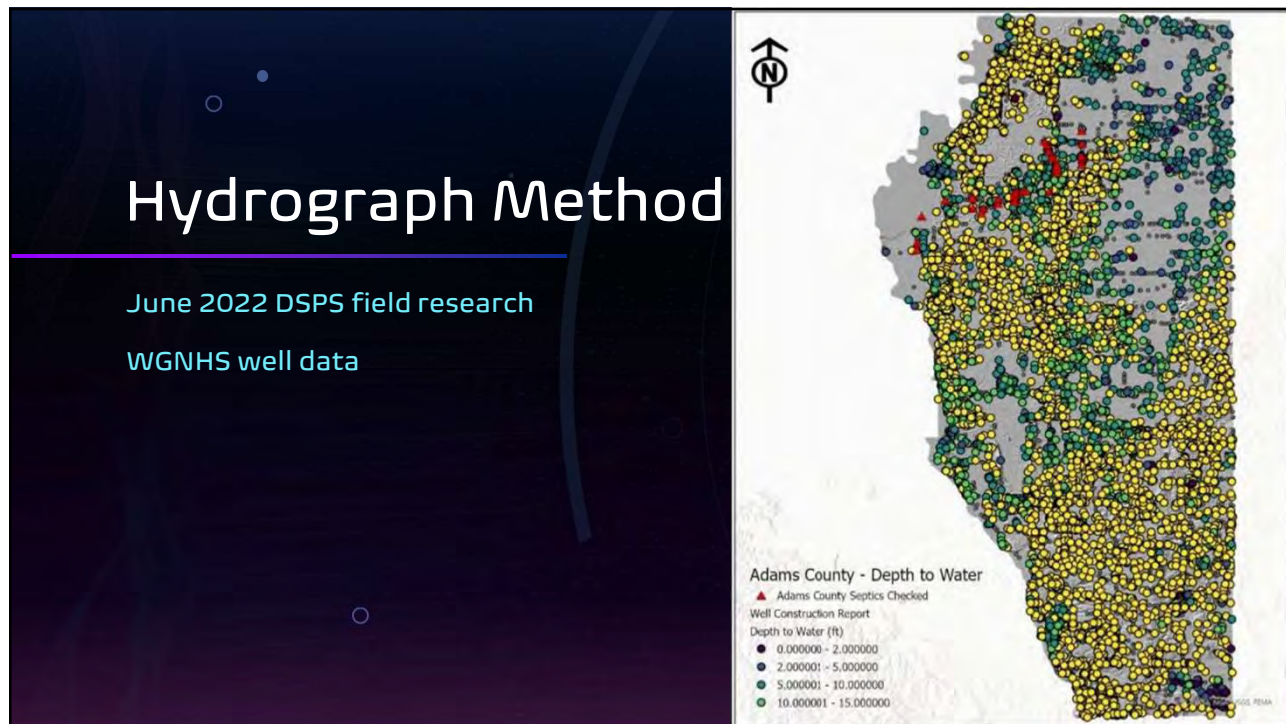 Hydrograph Method
June 2022 DSPS field research
WGNHS well data
N
Adams County - Depth to Water
Adams County Septics Checked
Well Construction Report
Depth to Water (ft)
0.000000 - 2.000000
2.000001 - 5.000000
5.000001 - 10.000000
10.000001 - 15.000000
FEMA